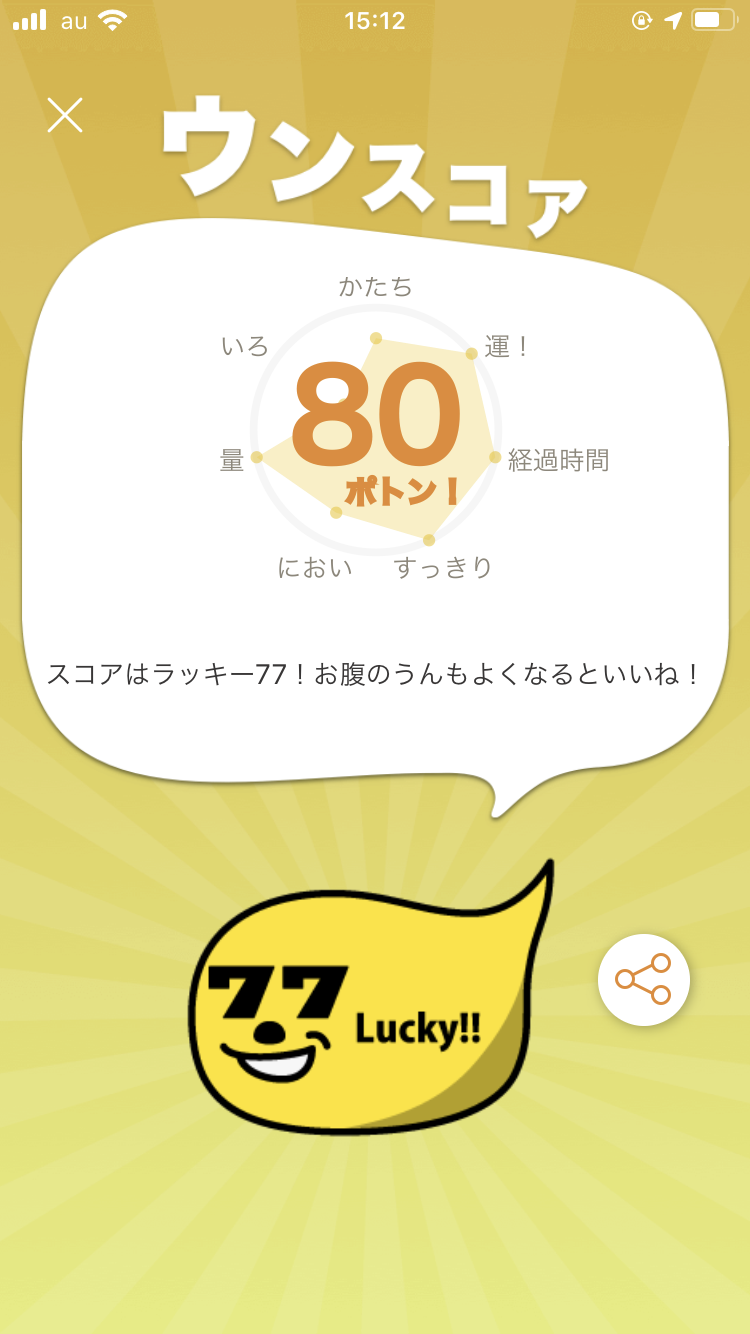 au
15:12
ウンスコア
かたち
いろ
運！
80
量
経過時間
ポトン！
におい
すっきり
スコアはラッキー77！お腹のうんもよくなるといいね！
77
Lucky!!